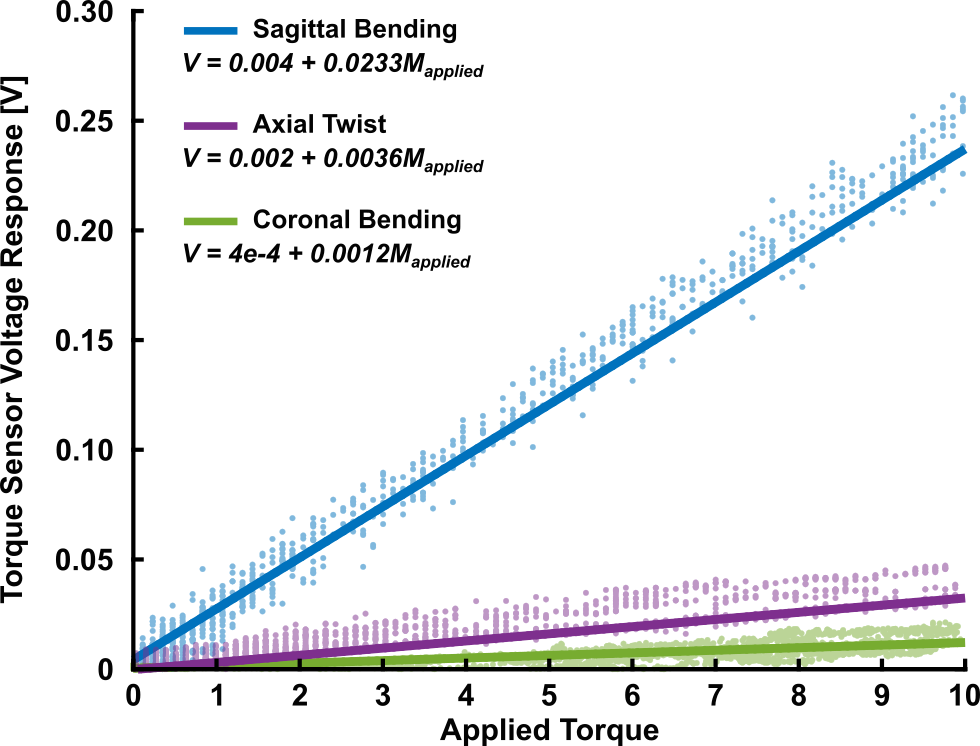 Torque Sensor Voltage Response [V]
0.30
0.25
0.20
0.15
0.10
0.05
0
Sagittal Bending
V = 0.004 + 0.0233Mapplied
Axial Twist
V = 0.002 + 0.0036Mapplied
Coronal Bending
V = 4e-4 + 0.0012Mapplied
0 1 2 3 4 5 6 7 8 9 10
Applied Torque